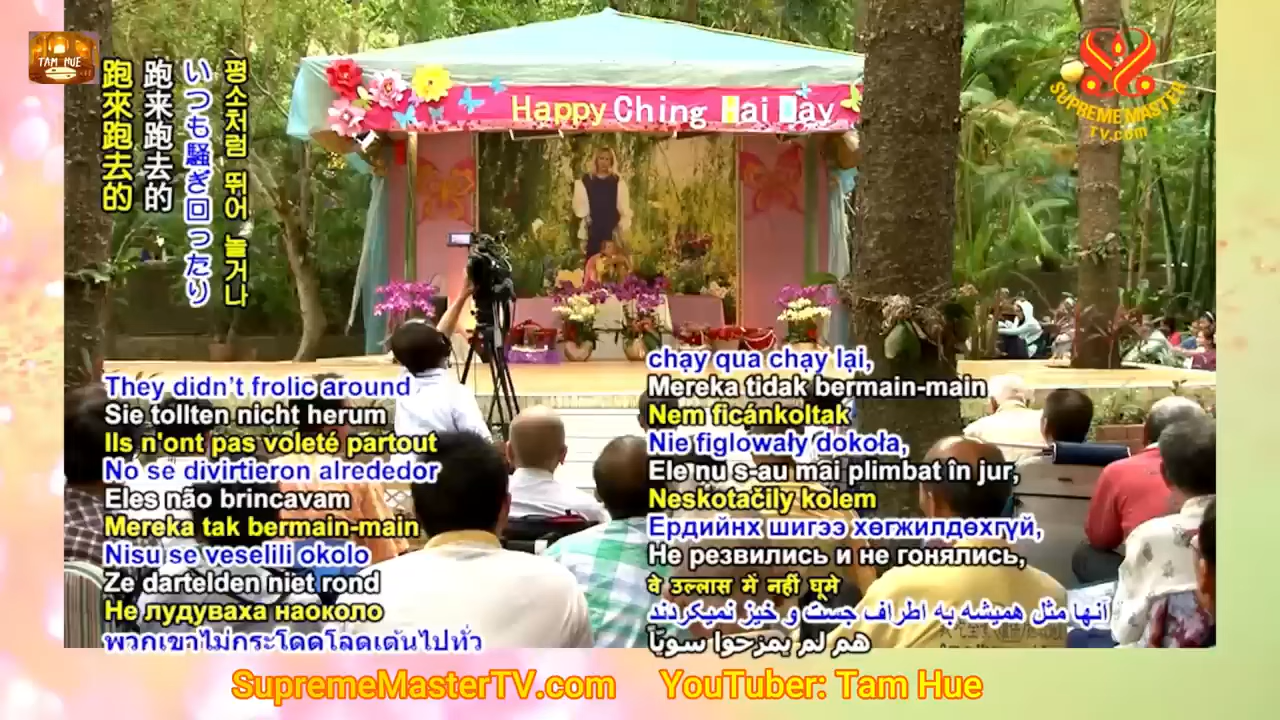 TAM HUE
跑來跑去的
跑来跑去的
いつも騒ぎ回ったり
평소처럼 뛰어 놀거나
Happy Ching Hai Day
SUPREME MASTER
TV.com
They didn’t frolic around
Sie tollten nicht herum
Ils n'ont pas voleté partout
No se divirtieron alrededor
Eles não brincavam
Mereka tak bermain-main
Nisu se veselili okolo
Ze dartelden niet rond
Не лудуваха наоколо
พวกเขาไม่กระโดดโลดเต้นไปทั่ว
chạy qua chạy lại,
Mereka tidak bermain-main
Nem ficánkoltak
Nie figlowały dokoła,
Ele nu s-au mai plimbat în jur,
Neskotačily kolem
Ердийнх шигээ хөгжилдөхгүй,
Не резвились и не гонялись,
वे उल्लास में नहीं घूमे
آنها مثل همیشه به اطراف جست و خیز نمیکردند
هم لم يمزحوا سويًا
SupremeMasterTV.com YouTuber: Tam Hue